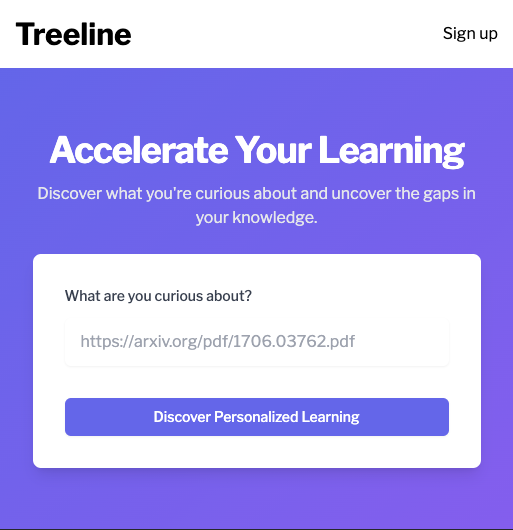 Treeline
Sign up
Accelerate Your Learning
Discover what you're curious about and uncover the gaps in
your knowledge.
What are you curious about?
https://arxiv.org/pdf/1706.03762.pdf
Discover Personalized Learning